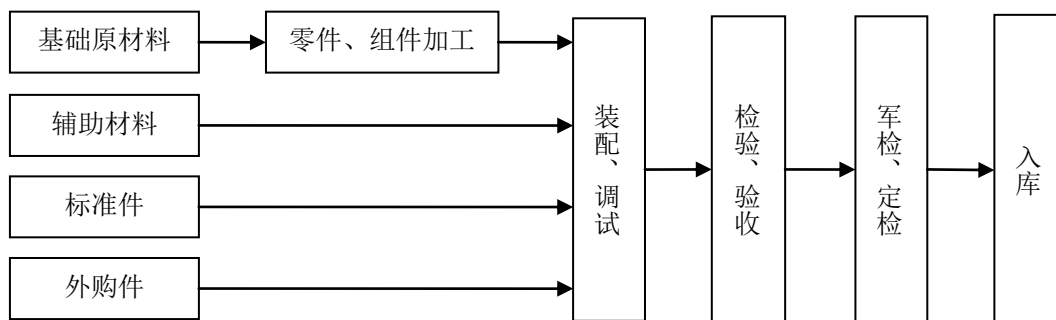 基础原材料
零件、组件加工
辅助材料
标准件
外购件
装配、调试
检验、验收
军检、定检
入库